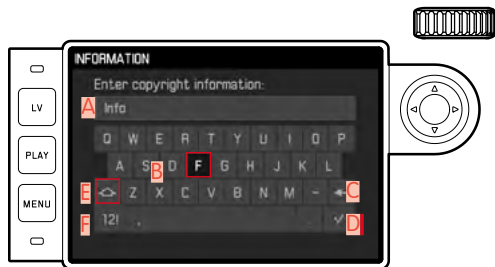 INFORMATION
Enter copyright information:
A Info
Q W E R T Y U I O P
A S B D F G H J K L
E Z X C V B N M - C
F 12! , . D
LV
PLAY
MENU